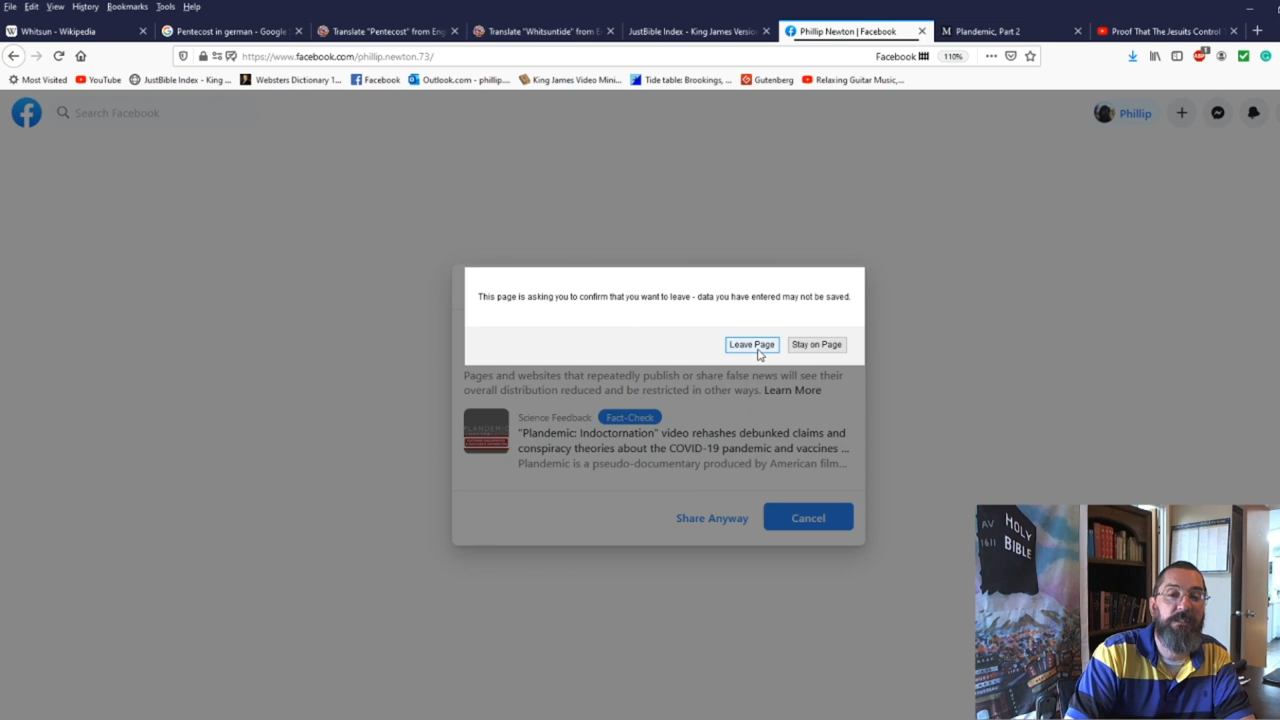 File Edit View History Bookmarks Tools Help
Whitsun - Wikipedia
Pentecost in german - Google
Translate "Pentecost" from Eng
Translate "Whitsuntide" from E
JustBible Index - King James Versio
Phillip Newton | Facebook
Plandemic, Part 2
Proof That The Jesuits Control
https://www.facebook.com/phillip.newton.73/
Facebook
110%
Most Visited YouTube JustBible Index - King ... Websters Dictionary 1... Facebook Outlook.com - phillip.... King James Video Mini... Tide table: Brookings, ... Gutenberg Relaxing Guitar Music,...
Search Facebook
Phillip
This page is asking you to confirm that you want to leave - data you have entered may not be saved.
Leave Page Stay on Page
Pages and websites that repeatedly publish or share false news will see their
overall distribution reduced and be restricted in other ways. Learn More
Science Feedback Fact-Check
PLANDEMIC
"Plandemic: Indoctornation" video rehashes debunked claims and
conspiracy theories about the COVID-19 pandemic and vaccines ...
Plandemic is a pseudo-documentary produced by American film...
Share Anyway Cancel
AV
1611
HOLY
BIBLE